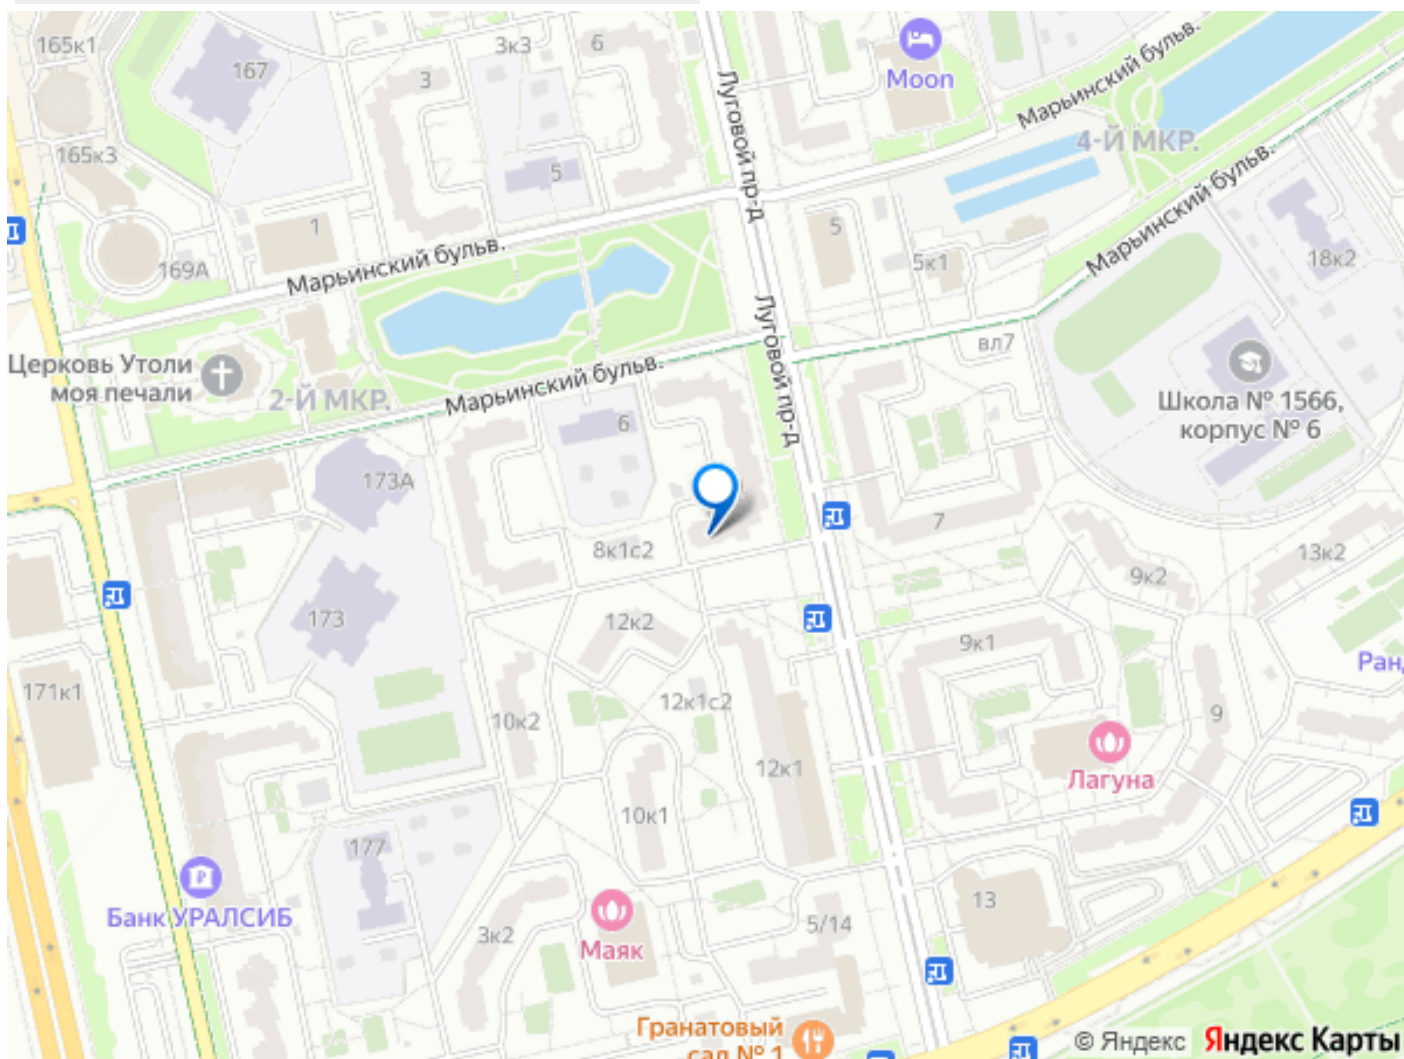 165к1
167
3к3
6
3
Moon
Марьинский бульв.
Луговой пр-д
4-Й МКР.
165к3
5
1
5
Марьинский бульв.
18к2
169А
Марьинский бульв.
5к1
Луговой пр-д
вл7
Церковь Утоли
моя печали
2-Й МКР.
Марьинский бульв.
Школа № 1566,
корпус № 6
6
173А
7
8к1с2
13к2
9к2
173
12к2
9к1
Ранд
171к1
12к1с2
10к2
9
12к1
Лагуна
10к1
177
Банк УРАЛСИБ
13
5/14
3к2
Маяк
Гранатовый
сад № 1
© Яндекс Яндекс Карты